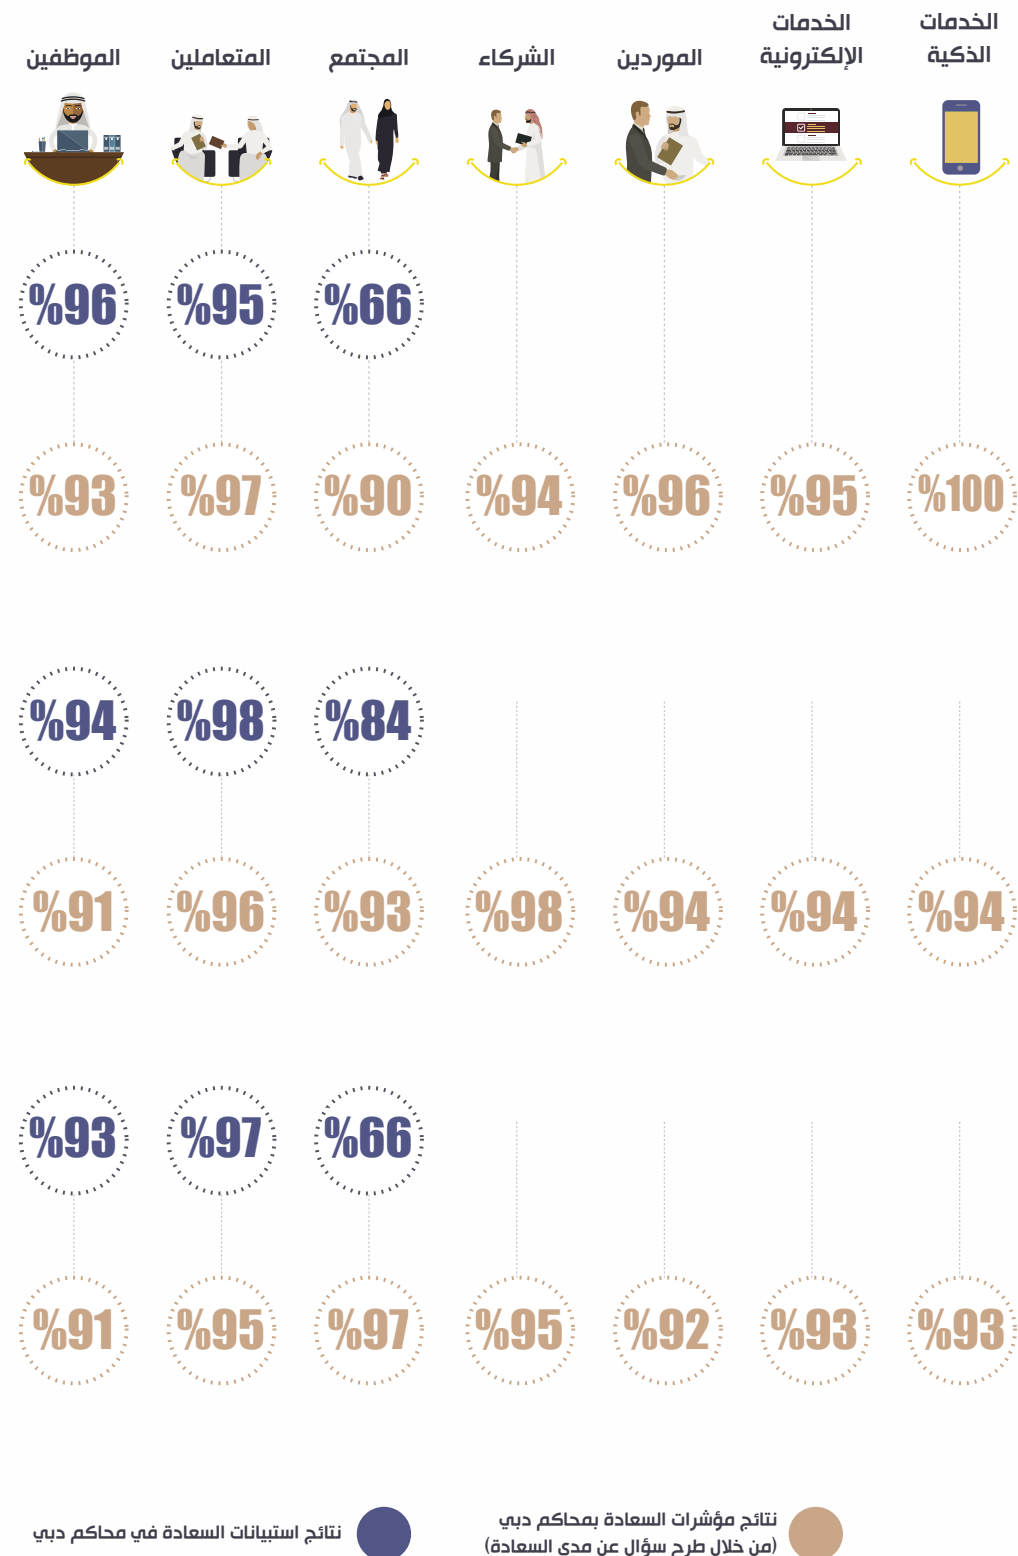 الخدمات
الذكية
الخدمات
الإلكترونية
الموردين
الشركاء
المجتمع
المتعاملين
الموظفين
%66
%95
%96
%100
%95
%96
%94
%90
%97
%93
%84
%98
%94
%94
%94
%94
%98
%93
%96
%91
%66
%97
%93
%93
%93
%92
%95
%97
%95
%91
نتائج مؤشرات السعادة بمحاكم دبي
(من خلال طرح سؤال عن مدى السعادة)
نتائج استبيانات السعادة في محاكم دبي